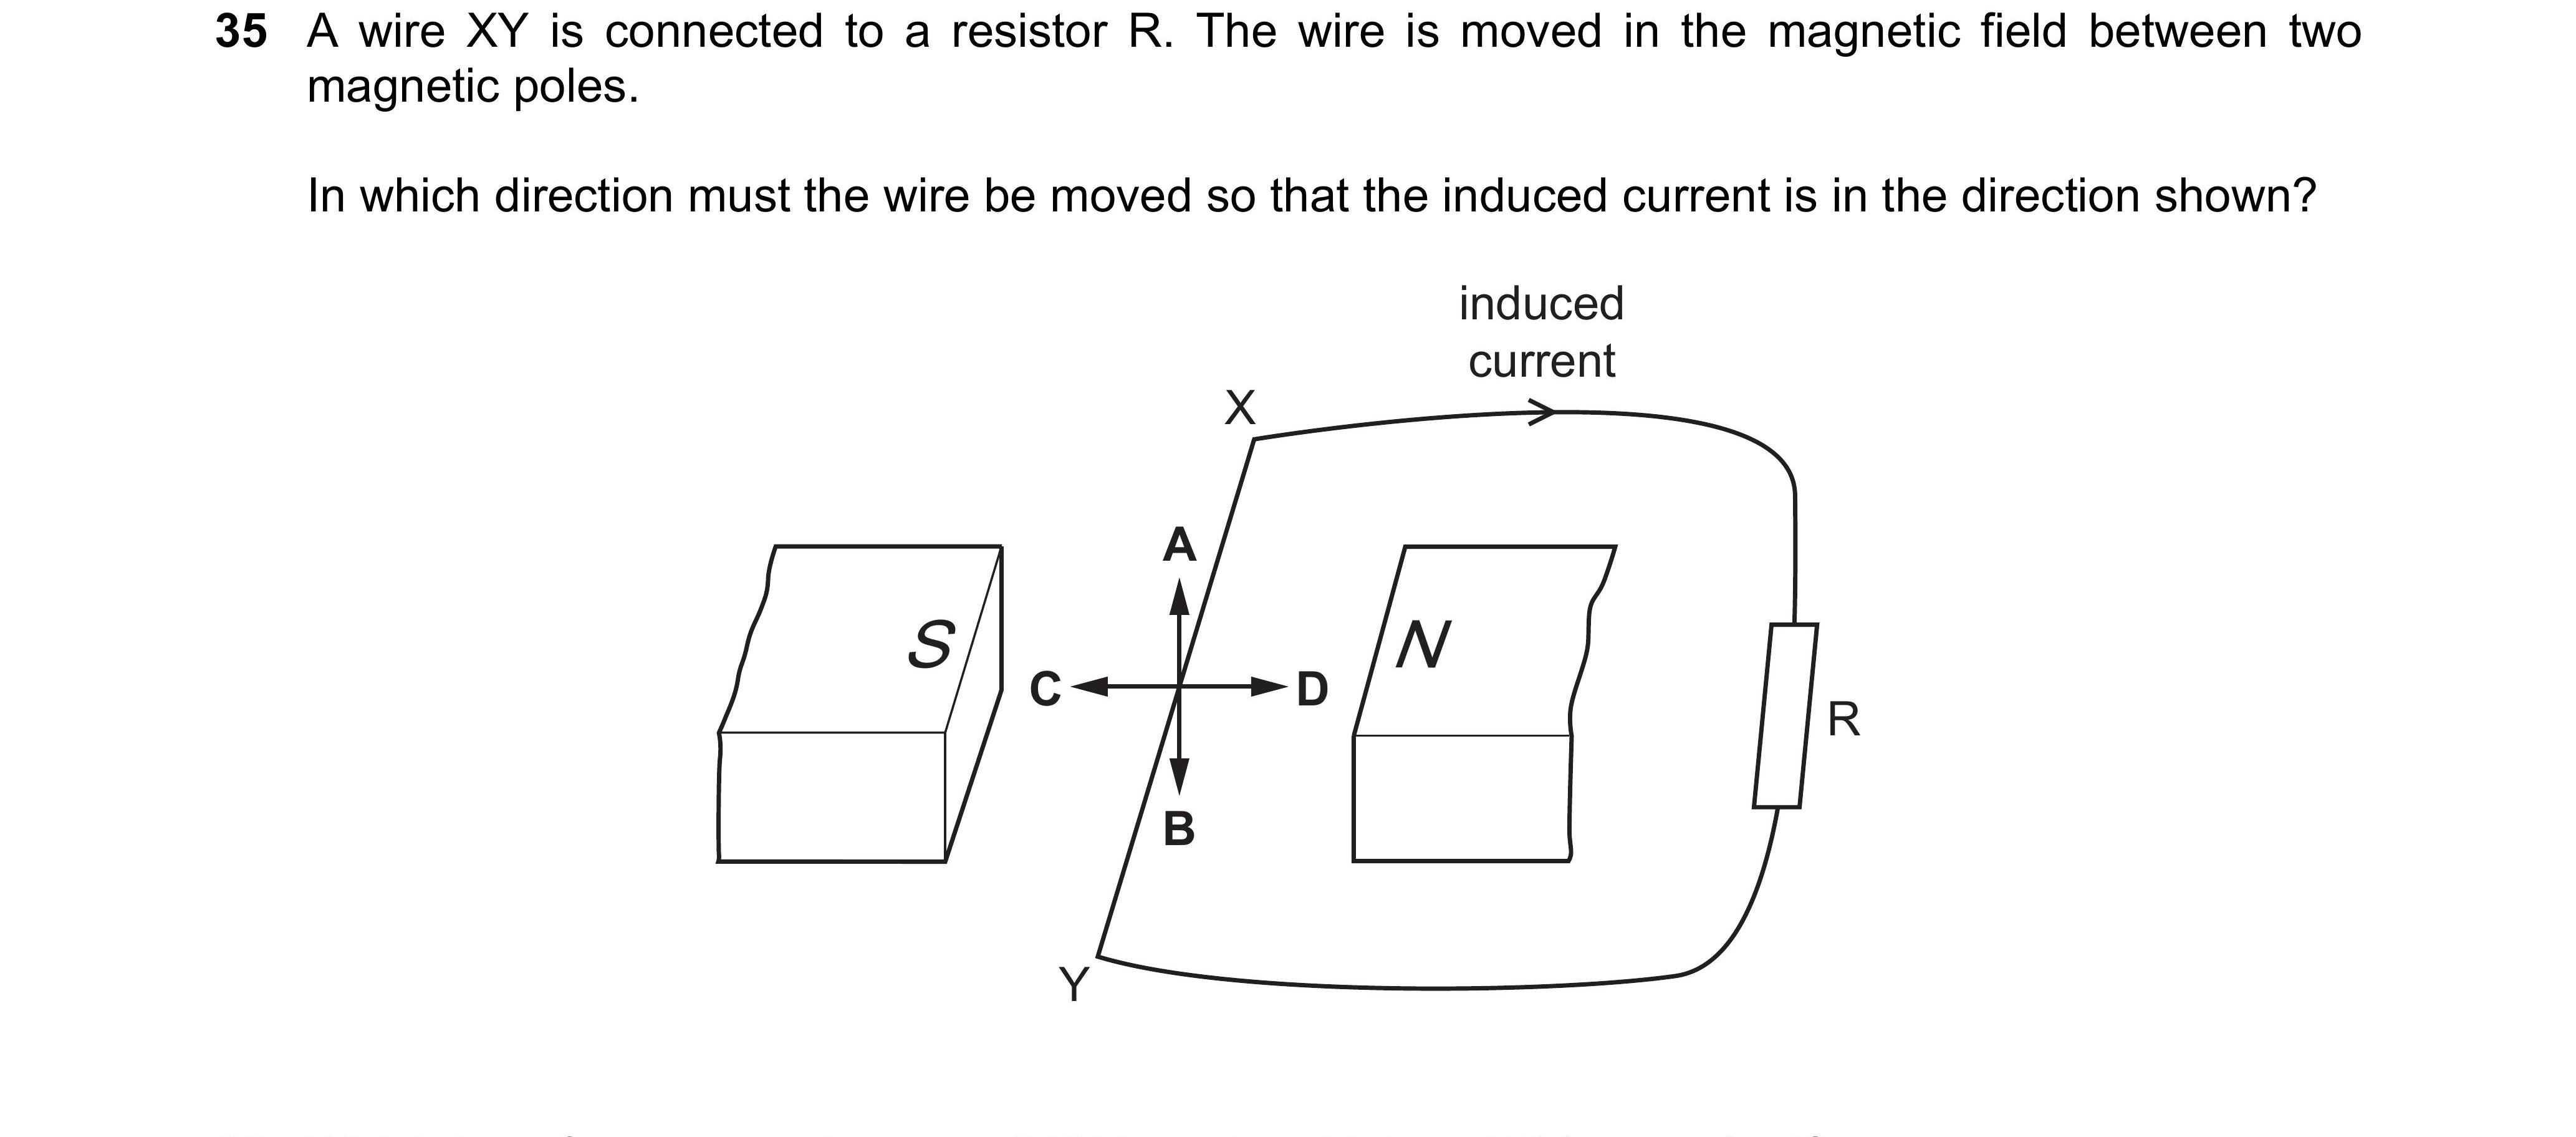 35 A wire XY is connected to a resistor R. The wire is moved in the magnetic field between two
magnetic poles.
In which direction must the wire be moved so that the induced current is in the direction shown?
induced
current
X
A
S
N
C
D
R
B
Y